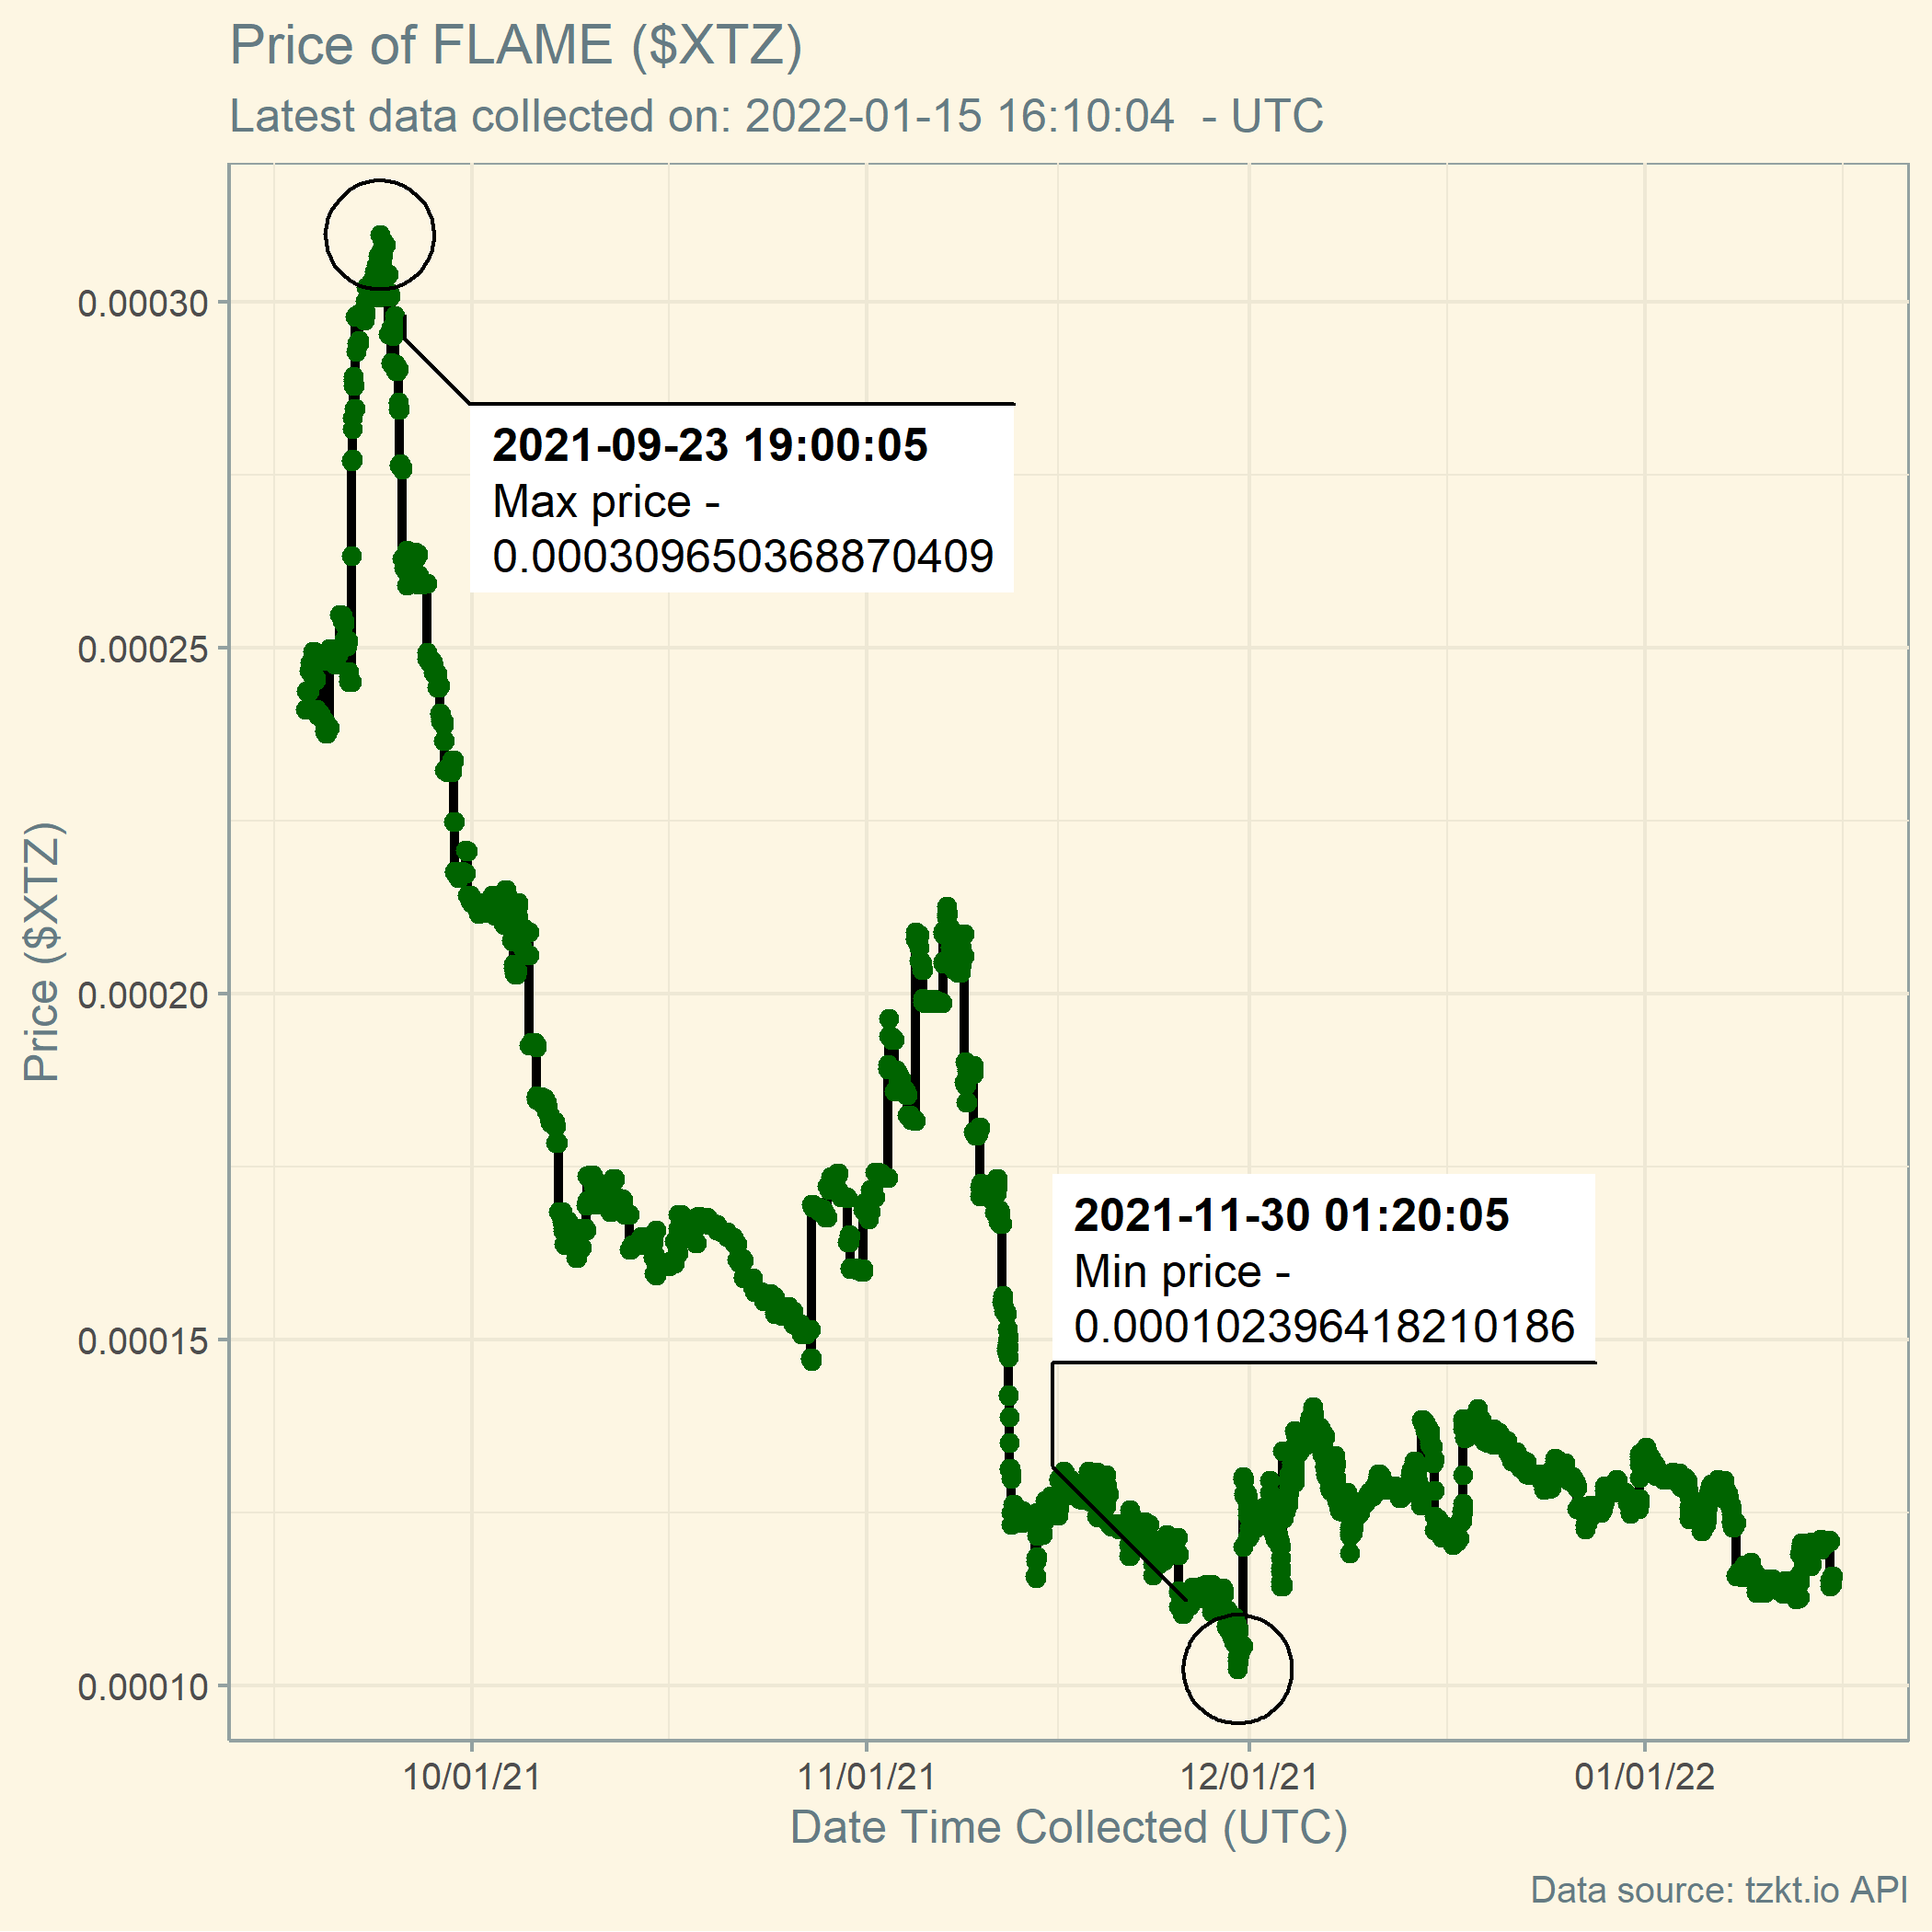 Price of FLAME ($XTZ)
Latest data collected on: 2022-01-15 16:10:04  - UTC
0.00030
2021-09-23 19:00:05
Max price -
0.000309650368870409
0.00025
Price ($XTZ)
0.00020
2021-11-30 01:20:05
Min price -
0.000102396418210186
0.00015
0.00010
10/01/21 11/01/21 12/01/21 01/01/22
Date Time Collected (UTC)
Data source: tzkt.io API